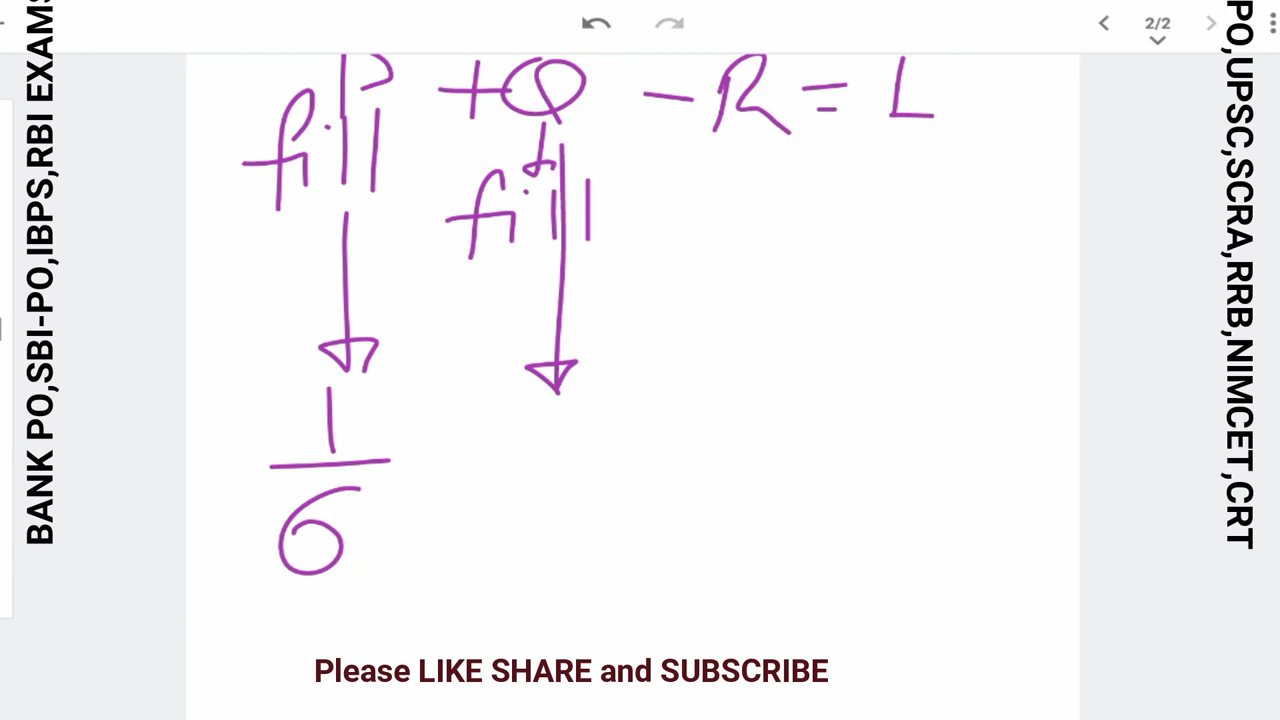 2/2
BANK PO,SBI-PO,IBPS,RBI EXAMS
PO,UPSC,SCRA,RRB,NIMCET,CRT
P + Q - R = L
fill fill
1
6
Please LIKE SHARE and SUBSCRIBE